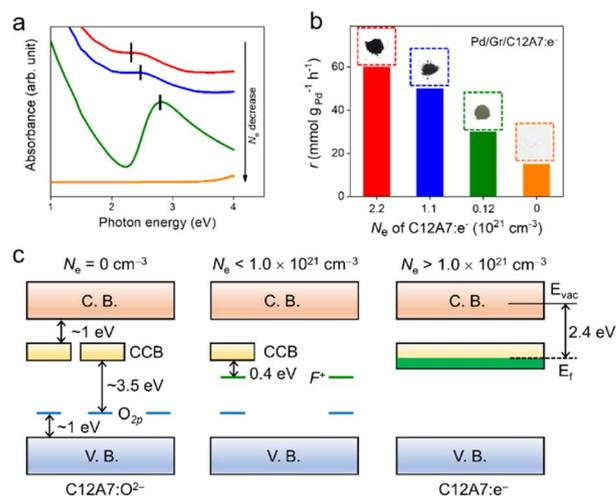 a
Absorbance (arb. unit)
Nₑ decrease
1 2 3 4
Photon energy (eV)
b
Pd/Gr/C12A7:e⁻
r (mmol g_Pd⁻¹ h⁻¹)
60
40
20
0
2.2 1.1 0.12 0
Nₑ of C12A7:e⁻ (10²¹ cm⁻³)
c
Nₑ = 0 cm⁻³
Nₑ < 1.0 × 10²¹ cm⁻³
Nₑ > 1.0 × 10²¹ cm⁻³
C. B.
C. B.
C. B.
E_vac
~1 eV
CCB
CCB
2.4 eV
0.4 eV
F⁺
E_f
~3.5 eV
O₂ₚ
~1 eV
V. B.
V. B.
V. B.
C12A7:O²⁻
C12A7:e⁻